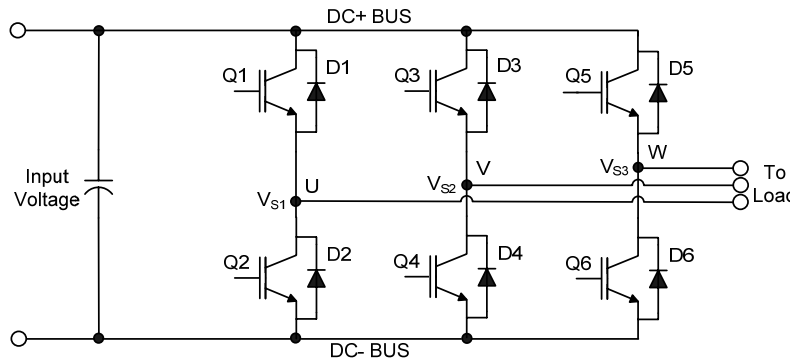 DC+ BUS
Q1
D1
Q3
D3
Q5
D5
Input
Voltage
VS1
U
VS2
V
VS3
W
To
Load
Q2
D2
Q4
D4
Q6
D6
DC- BUS